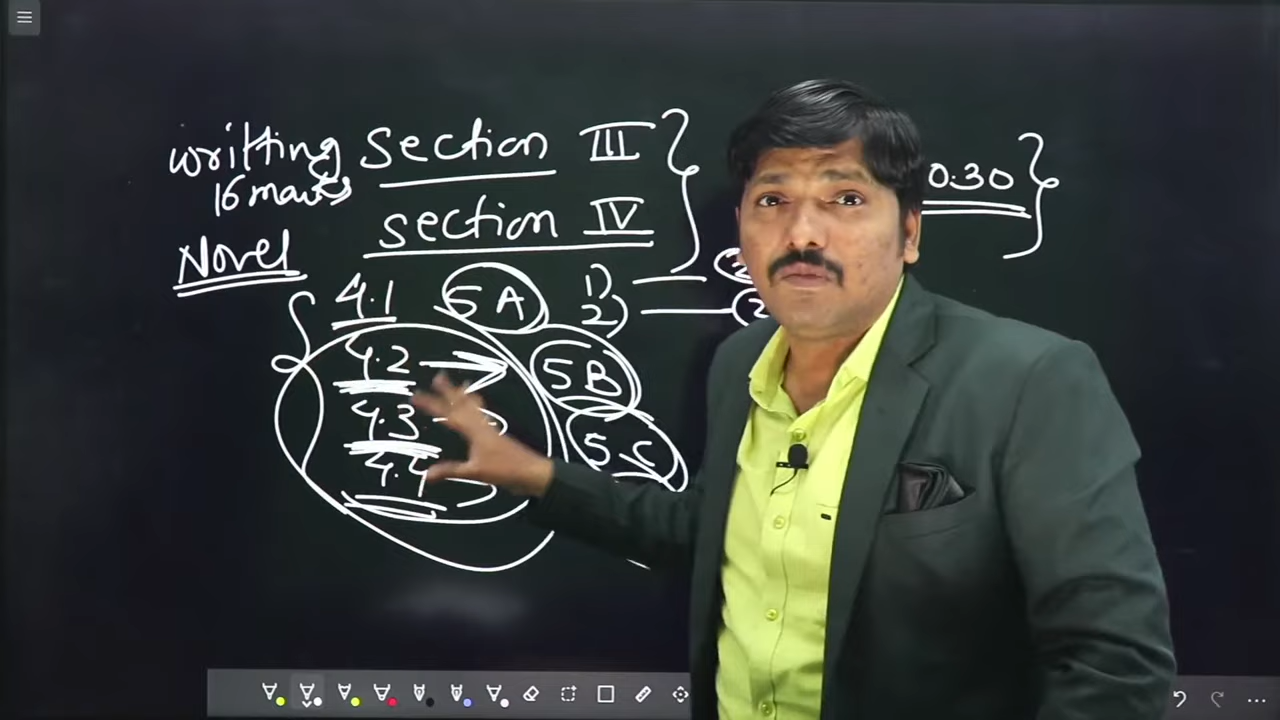 writting section III
16 marks
section IV
0.30
Novel
4.1 5A 1)
2)
4.2 5B
4.3 5C
4.4